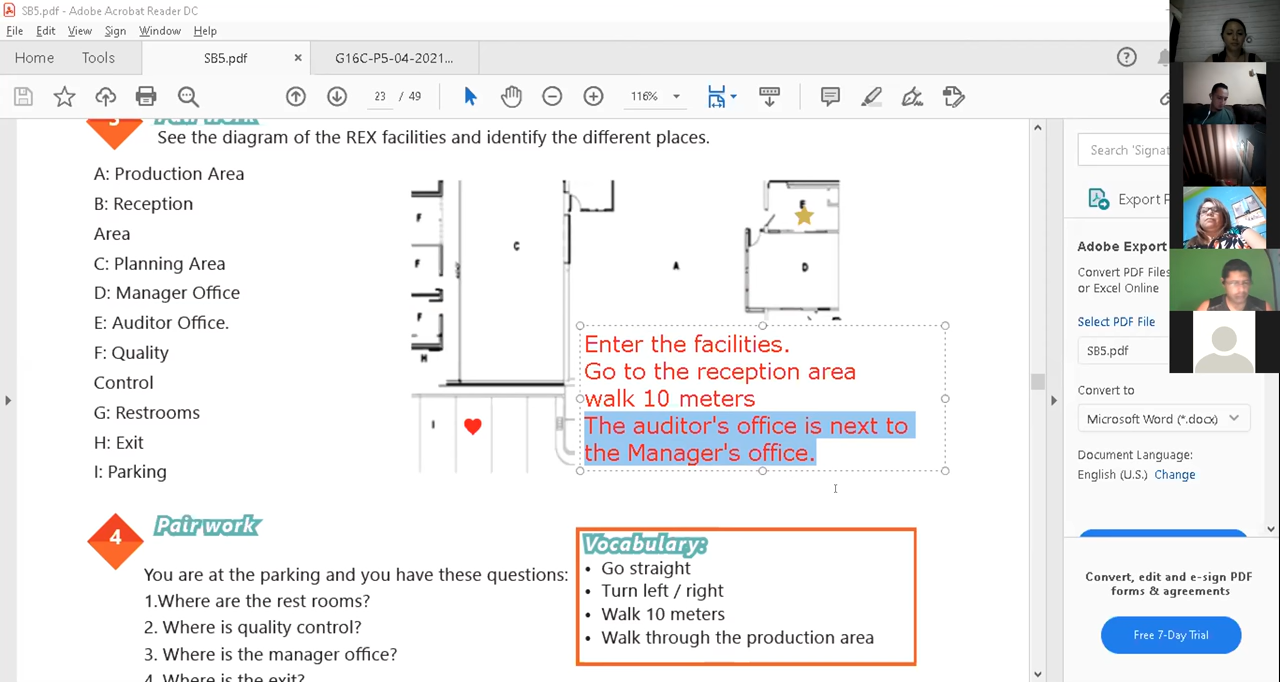 SB5.pdf - Adobe Acrobat Reader DC
File Edit View Sign Window Help
Home Tools SB5.pdf × G16C-P5-04-2021...
23 / 49 116%
Pair work
See the diagram of the REX facilities and identify the different places.
A: Production Area
B: Reception
Area
C: Planning Area
D: Manager Office
E: Auditor Office.
F: Quality
Control
G: Restrooms
H: Exit
I: Parking
F
F
F
H
C
I
A
E
D
Enter the facilities.
Go to the reception area
walk 10 meters
The auditor's office is next to
the Manager's office.
4
Pair work
You are at the parking and you have these questions:
1.Where are the rest rooms?
2. Where is quality control?
3. Where is the manager office?
4. Where is the exit?
Vocabulary:
• Go straight
• Turn left / right
• Walk 10 meters
• Walk through the production area
Search 'Signat
Export P
Adobe Export
Convert PDF Files
or Excel Online
Select PDF File
SB5.pdf
Convert to
Microsoft Word (*.docx)
Document Language:
English (U.S.) Change
Convert, edit and e-sign PDF
forms & agreements
Free 7-Day Trial